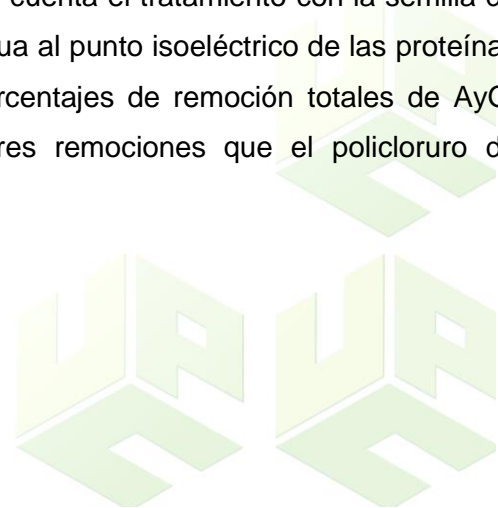 cuenta el tratamiento con la semilla
ua al punto isoeléctrico de las
rcentajes de remoción totales de AyC
res remociones que el policloruro d